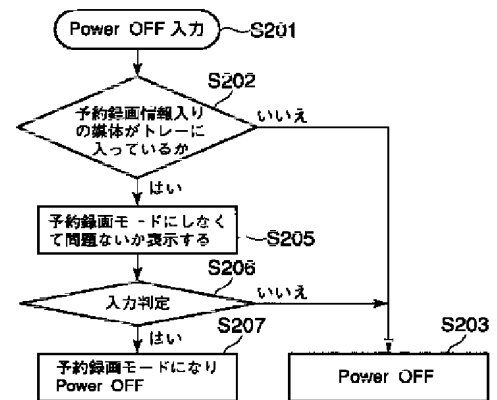 Power OFF 入力
S201
S202
予約録画情報入り
の媒体がトレーに
入っているか
いいえ
はい
予約録画モードにしなく
て問題ないか表示する
S205
S206
入力判定
いいえ
はい
S207
S203
予約録画モードになり
Power OFF
Power OFF